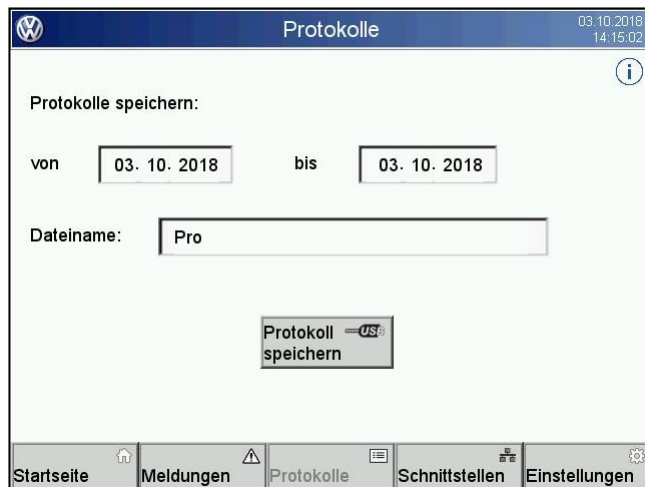 Protokolle
03.10.2018
14:15:02
Protokolle speichern:
von 03. 10. 2018 bis 03. 10. 2018
Dateiname: Pro
Protokoll USB
speichern
Startseite Meldungen Protokolle Schnittstellen Einstellungen